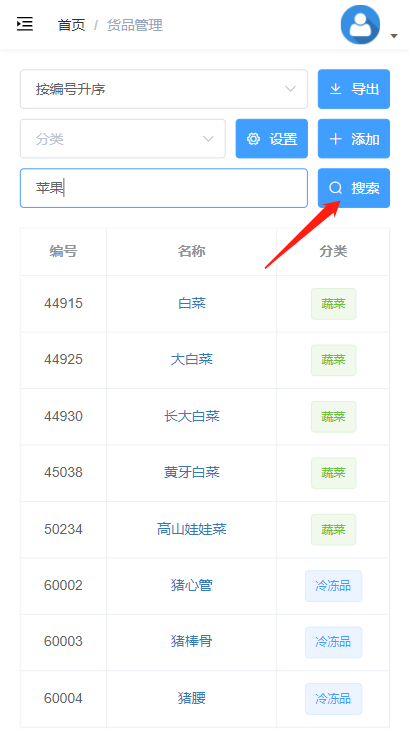 首页 / 货品管理
按编号升序 导出
分类 设置 添加
苹果 搜索
编号 名称 分类
44915 白菜 蔬菜
44925 大白菜 蔬菜
44930 长大白菜 蔬菜
45038 黄牙白菜 蔬菜
50234 高山娃娃菜 蔬菜
60002 猪心管 冷冻品
60003 猪棒骨 冷冻品
60004 猪腰 冷冻品